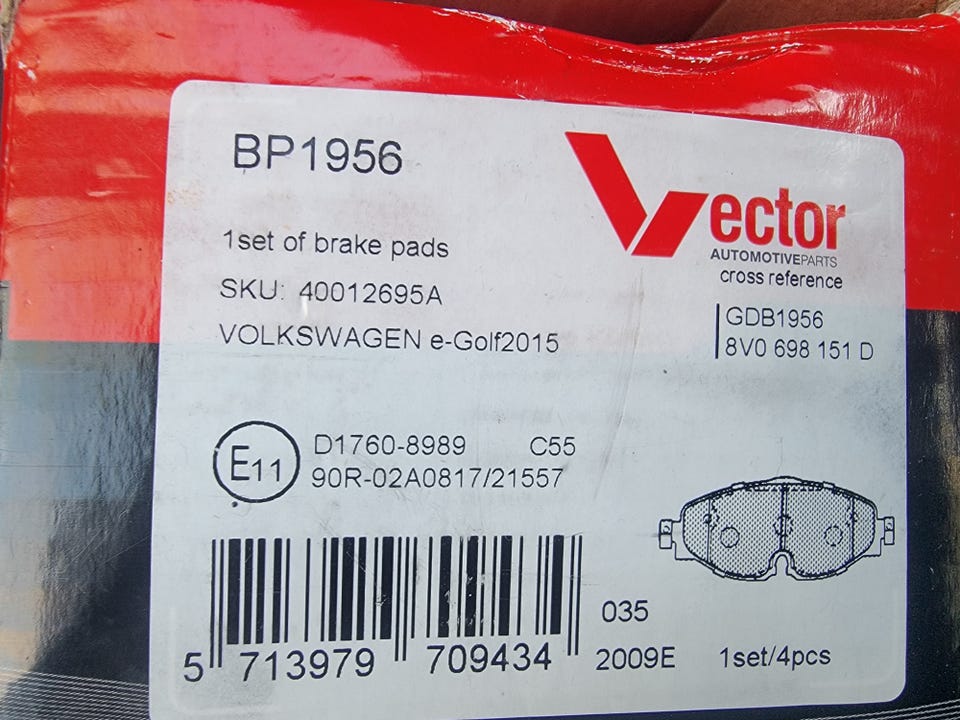 BP1956
Vector
AUTOMOTIVEPARTS
cross reference
1set of brake pads
SKU: 40012695A
VOLKSWAGEN e-Golf2015
GDB1956
8V0 698 151 D
E11
D1760-8989 C55
90R-02A0817/21557
035
5 713979 709434
2009E 1set/4pcs